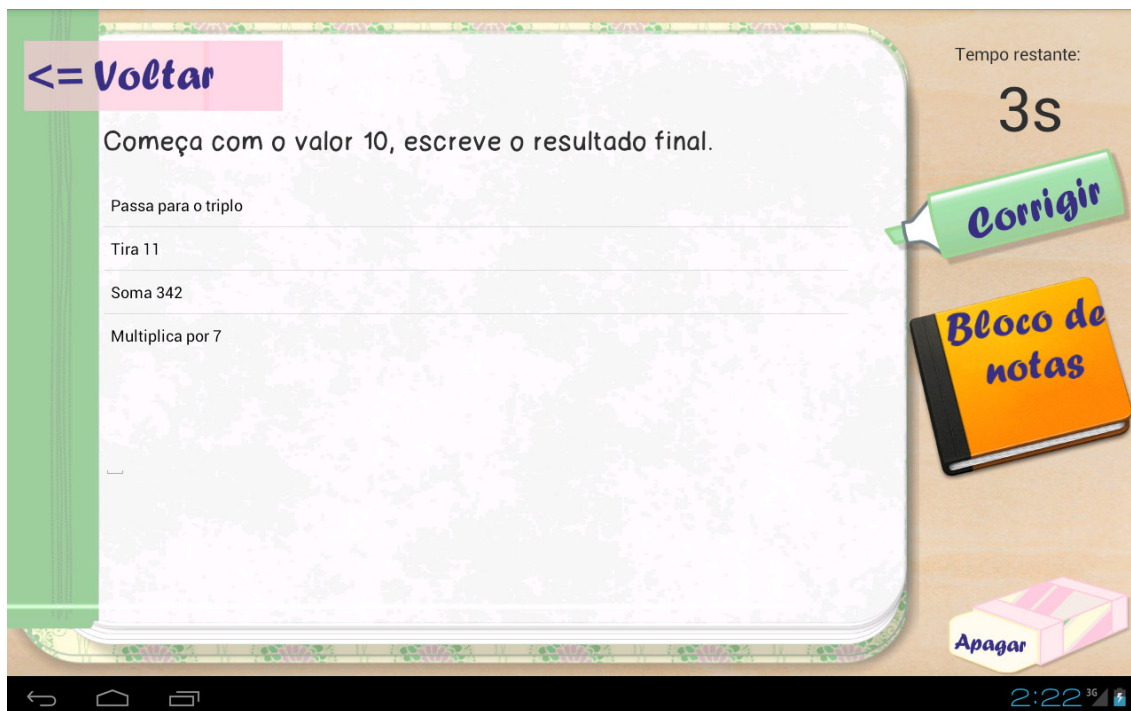 <= Voltar
Tempo restante:
3s
Começa com o valor 10, escreve o resultado final.
Passa para o triplo
Tira 11
Soma 342
Multiplica por 7
Corrigir
Bloco de
notas
Apagar
2:22 3G